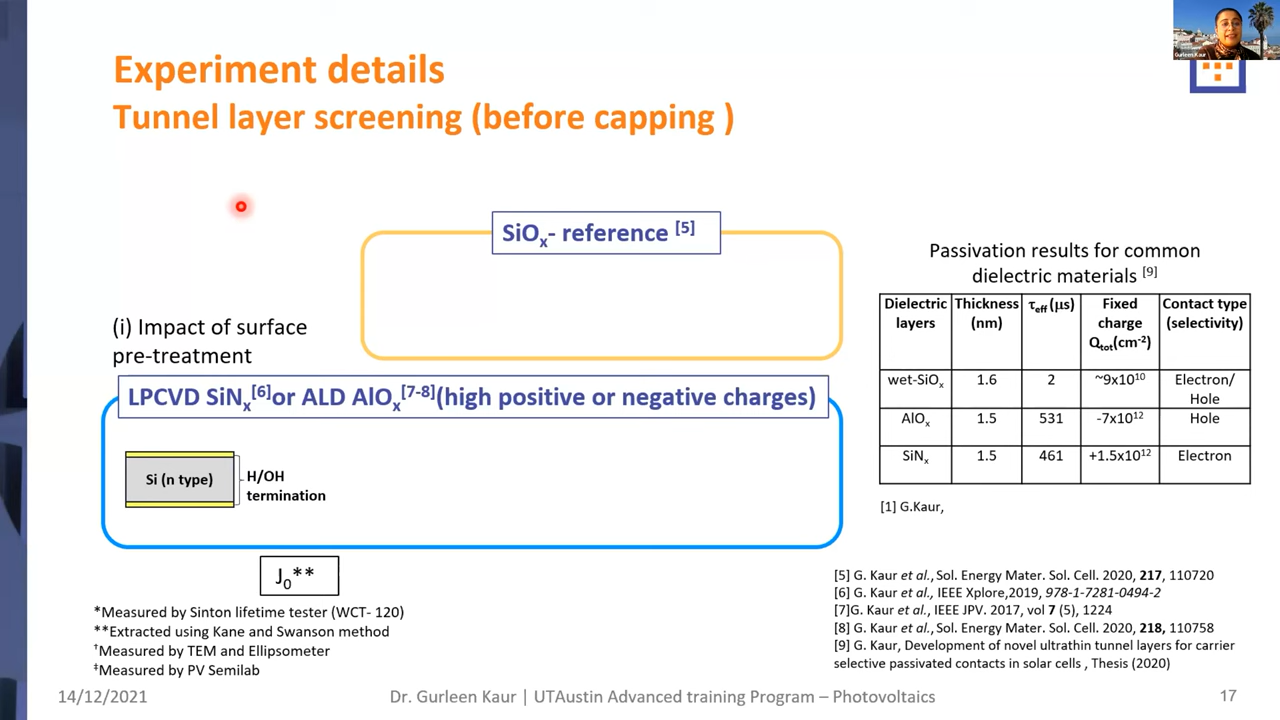 Gurleen Kaur
Experiment details
Tunnel layer screening (before capping )
SiOx- reference [5]
(i) Impact of surface
pre-treatment
LPCVD SiNx[6]or ALD AlOx[7-8](high positive or negative charges)
Si (n type)
H/OH
termination
J0**
*Measured by Sinton lifetime tester (WCT- 120)
**Extracted using Kane and Swanson method
†Measured by TEM and Ellipsometer
‡Measured by PV Semilab
Passivation results for common
dielectric materials [9]
Dielectric layers Thickness (nm) τeff (μs) Fixed charge Qtot(cm-2) Contact type (selectivity)
wet-SiOx 1.6 2 ~9x10^10 Electron/ Hole
AlOx 1.5 531 -7x10^12 Hole
SiNx 1.5 461 +1.5x10^12 Electron
[1] G.Kaur,
[5] G. Kaur et al., Sol. Energy Mater. Sol. Cell. 2020, 217, 110720
[6] G. Kaur et al., IEEE Xplore,2019, 978-1-7281-0494-2
[7]G. Kaur et al., IEEE JPV. 2017, vol 7 (5), 1224
[8] G. Kaur et al., Sol. Energy Mater. Sol. Cell. 2020, 218, 110758
[9] G. Kaur, Development of novel ultrathin tunnel layers for carrier
selective passivated contacts in solar cells , Thesis (2020)
14/12/2021
Dr. Gurleen Kaur | UTAustin Advanced training Program – Photovoltaics
17